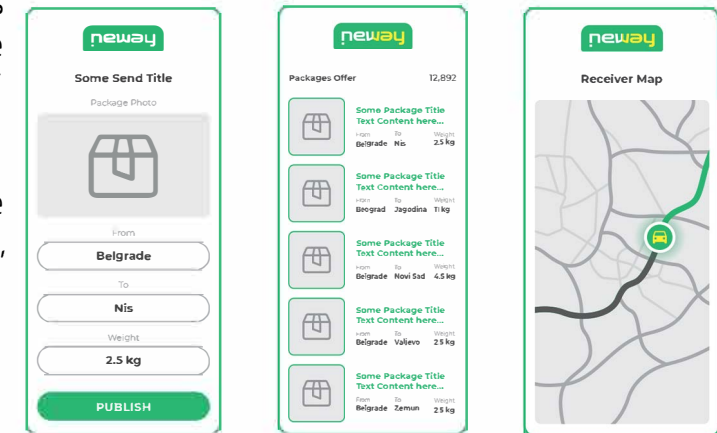 neway
Some Send Title
Package Photo
From
Belgrade
To
Nis
Weight
2.5 kg
PUBLISH
neway
Packages Offer 12,892
Some Package Title
Text Content here...
From To Weight
Belgrade Nis 2.5 kg
Some Package Title
Text Content here...
From To Weight
Beograd Jagodina 11 kg
Some Package Title
Text Content here...
From To Weight
Belgrade Novi Sad 4.5 kg
Some Package Title
Text Content here...
From To Weight
Belgrade Valjevo 2.5 kg
Some Package Title
Text Content here...
From To Weight
Belgrade Zemun 2.5 kg
neway
Receiver Map